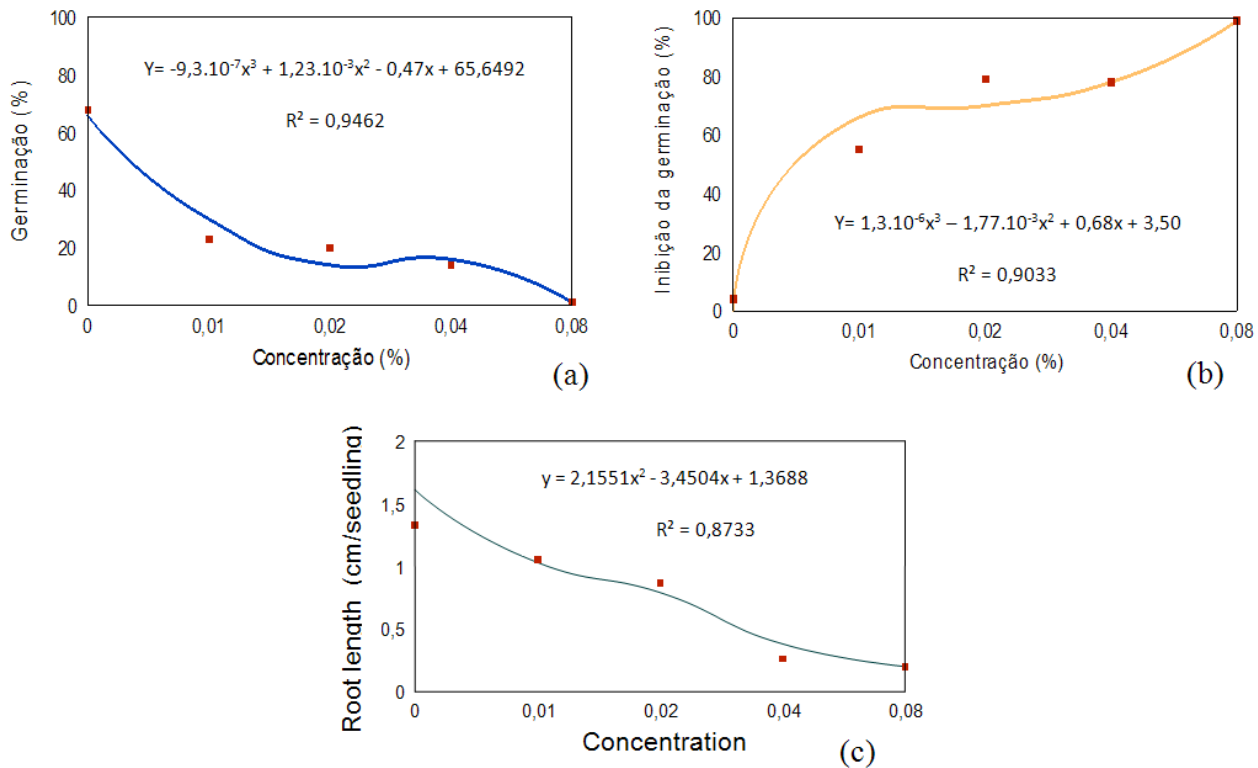 Germinação (%)
100
80
60
40
20
0
Y= -9,3.10⁻⁷x³ + 1,23.10⁻³x² - 0,47x + 65,6492
R² = 0,9462
0 0,01 0,02 0,04 0,08
Concentração (%)
(a)
Inibição da germinação (%)
100
80
60
40
20
0
Y= 1,3.10⁻⁶x³ – 1,77.10⁻³x² + 0,68x + 3,50
R² = 0,9033
0 0,01 0,02 0,04 0,08
Concentração (%)
(b)
Root length (cm/seedling)
2
1,5
1
0,5
0
y = 2,1551x² - 3,4504x + 1,3688
R² = 0,8733
0 0,01 0,02 0,04 0,08
Concentration
(c)